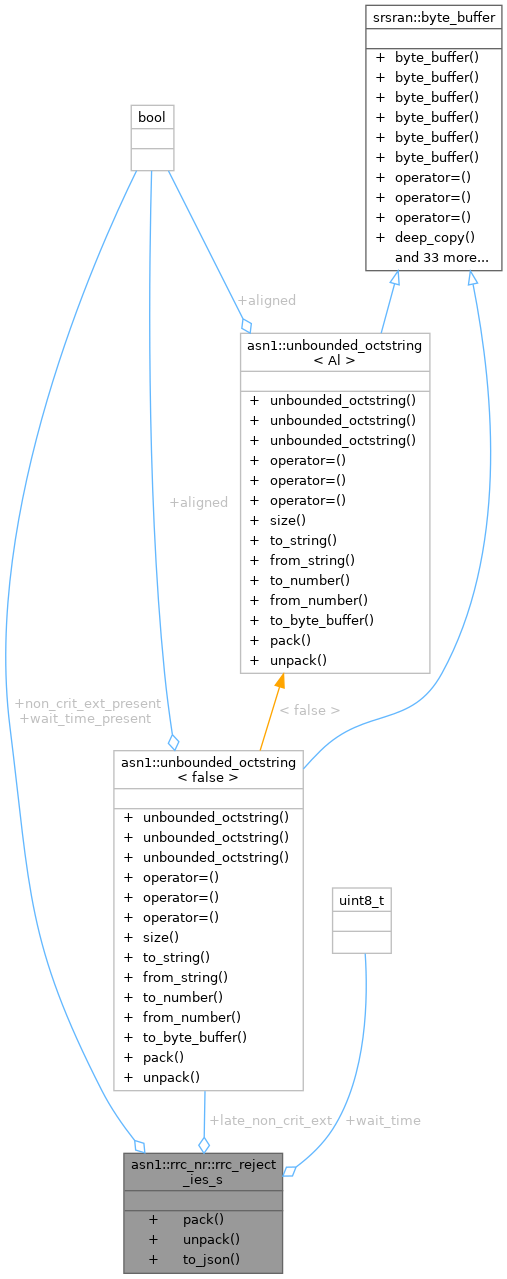 srsran::byte_buffer
+ byte_buffer()
+ byte_buffer()
+ byte_buffer()
+ byte_buffer()
+ byte_buffer()
+ byte_buffer()
+ operator=()
+ operator=()
+ operator=()
+ deep_copy()
and 33 more...
bool
+aligned
asn1::unbounded_octstring
< Al >
+ unbounded_octstring()
+ unbounded_octstring()
+ unbounded_octstring()
+ operator=()
+ operator=()
+ operator=()
+ size()
+ to_string()
+ from_string()
+ to_number()
+ from_number()
+ to_byte_buffer()
+ pack()
+ unpack()
+aligned
+non_crit_ext_present
+wait_time_present
< false >
asn1::unbounded_octstring
< false >
+ unbounded_octstring()
+ unbounded_octstring()
+ unbounded_octstring()
+ operator=()
+ operator=()
+ operator=()
+ size()
+ to_string()
+ from_string()
+ to_number()
+ from_number()
+ to_byte_buffer()
+ pack()
+ unpack()
uint8_t
+late_non_crit_ext
+wait_time
asn1::rrc_nr::rrc_reject
_ies_s
+ pack()
+ unpack()
+ to_json()